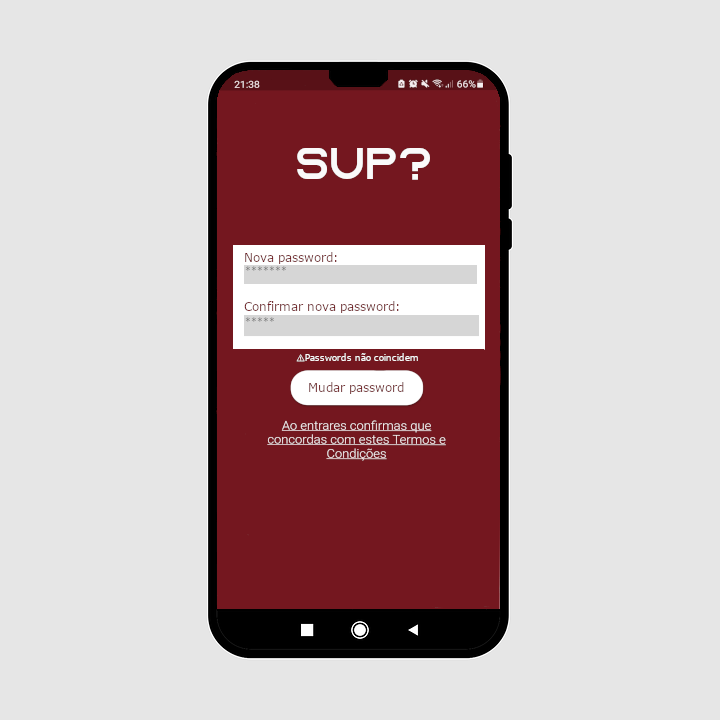 21:38 66%
SUP?
Nova password:
*******
Confirmar nova password:
*****
⚠Passwords não coincidem
Mudar password
Ao entrares confirmas que
concordas com estes Termos e
Condições